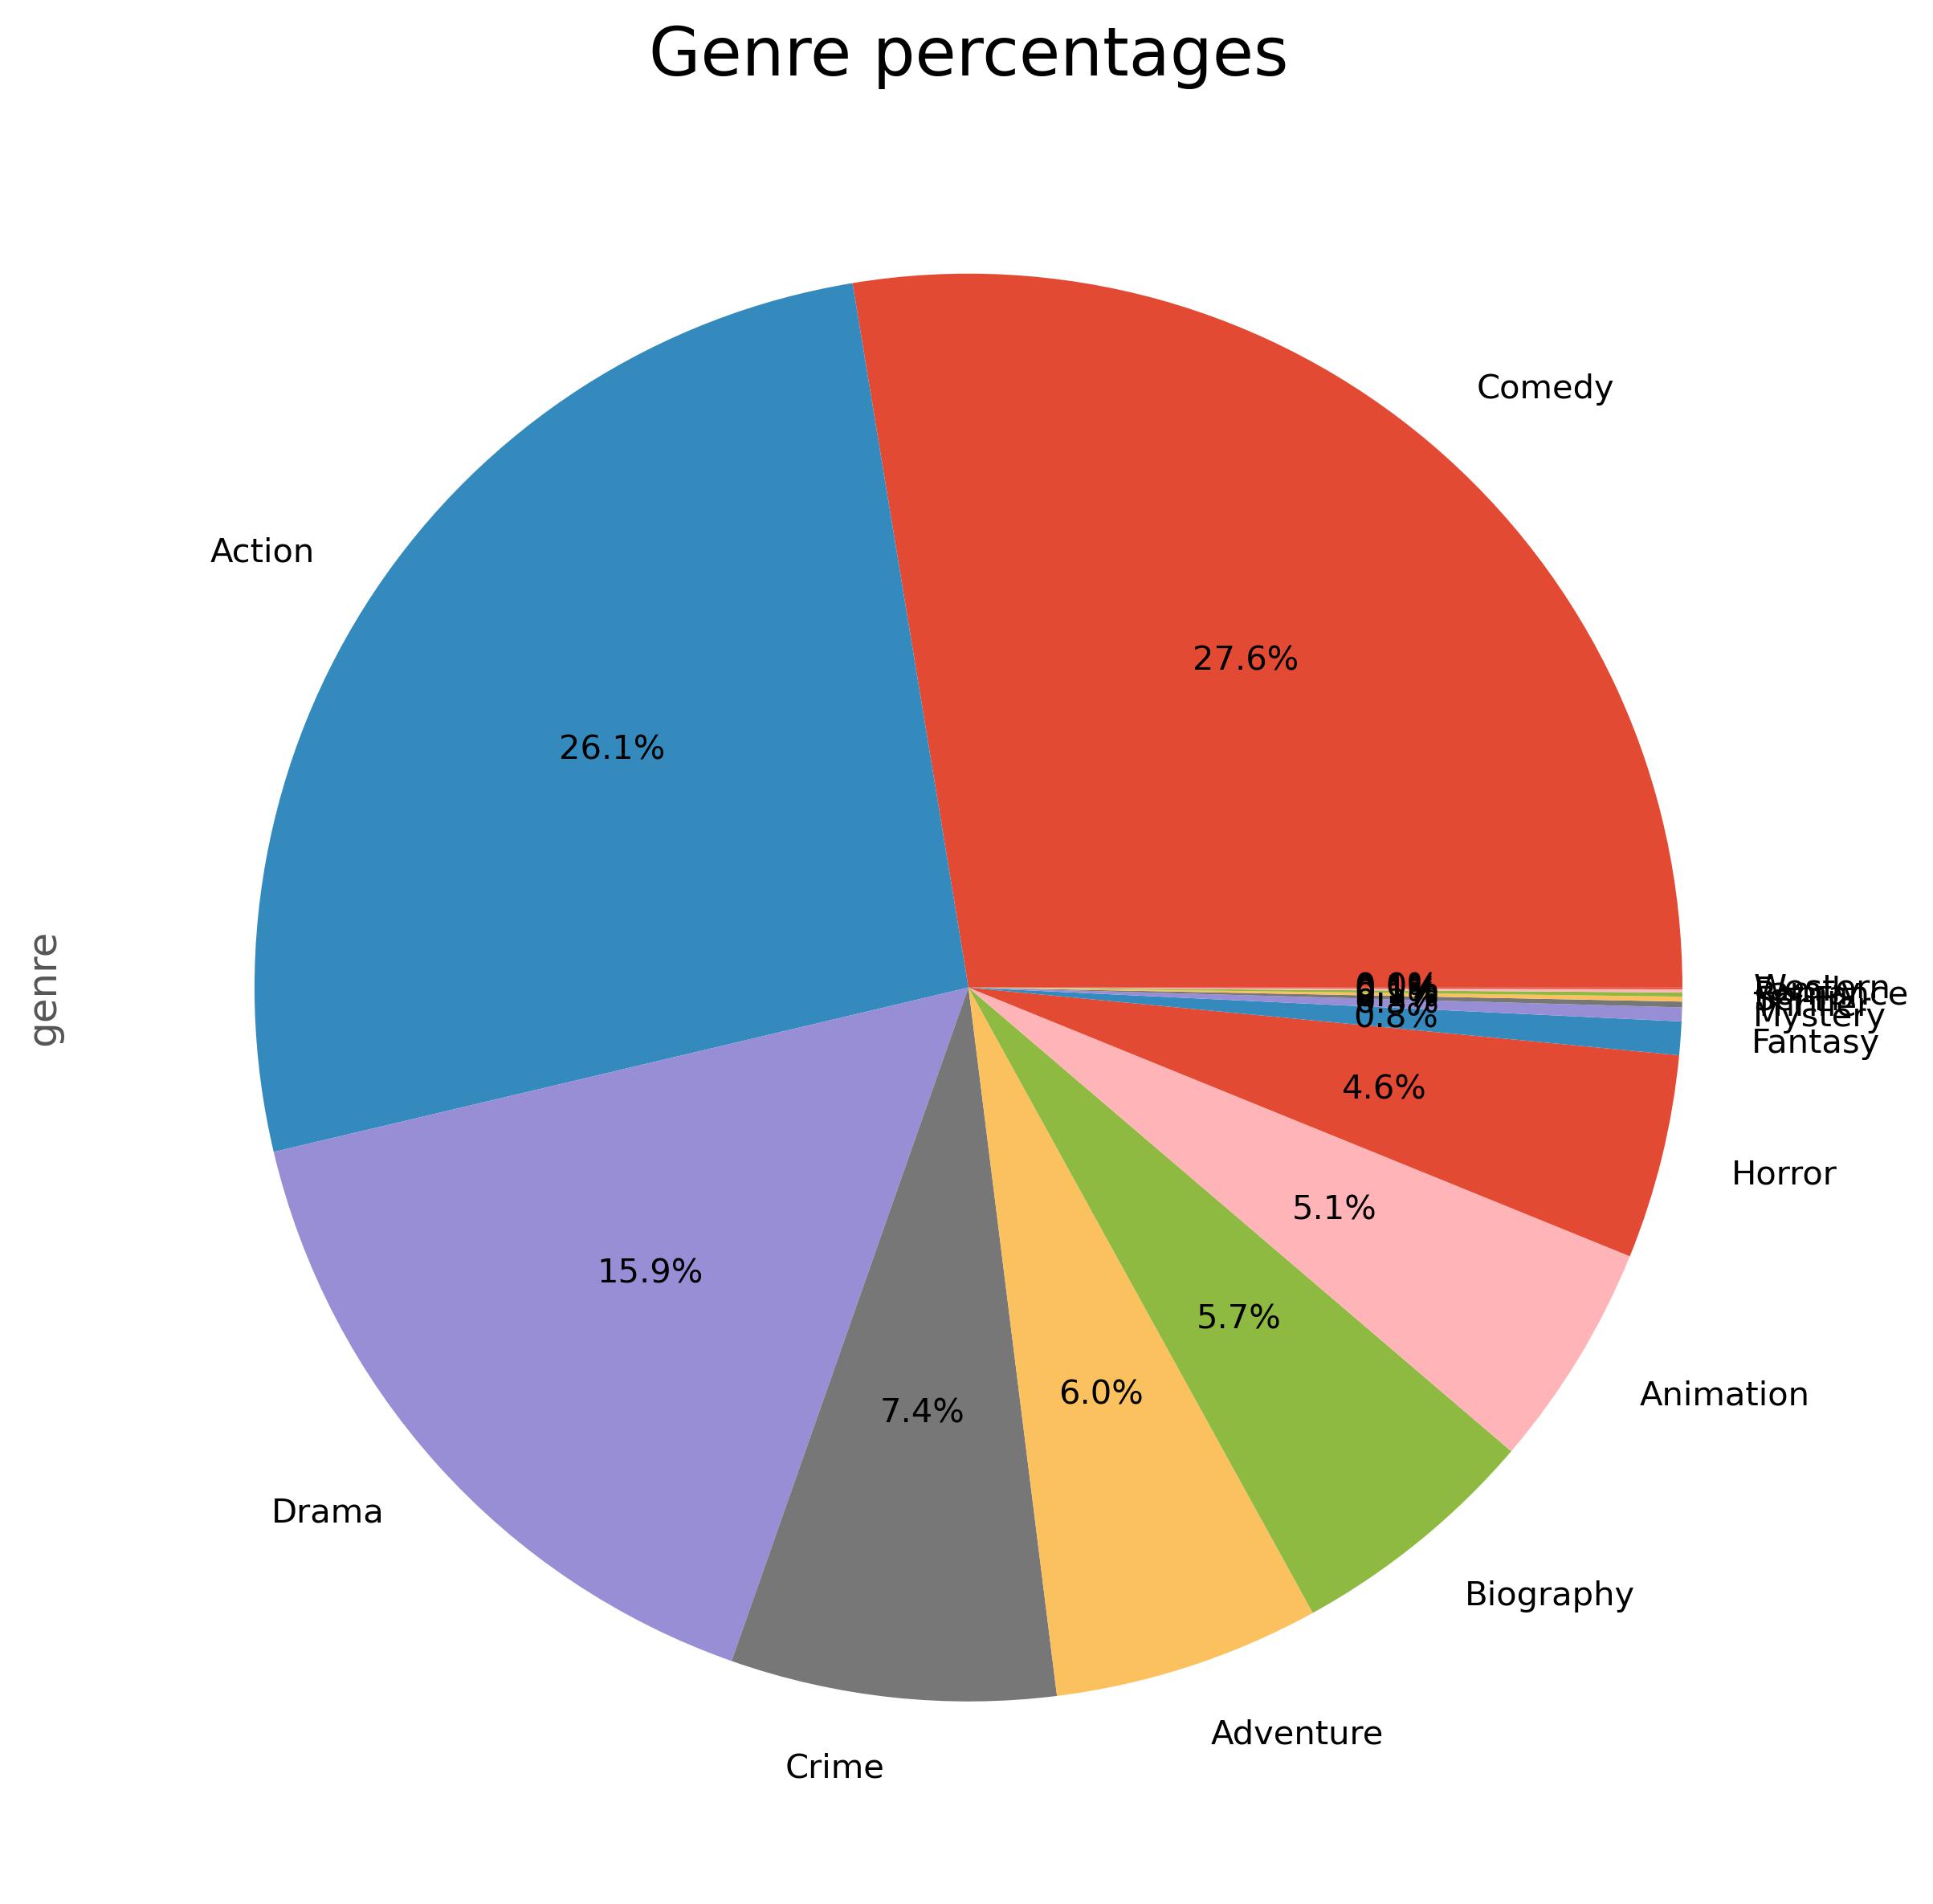 Genre percentages
Comedy
Action
27.6%
26.1%
genre
Western
Mystery
0.8%
Fantasy
4.6%
Horror
5.1%
15.9%
5.7%
6.0%
7.4%
Animation
Drama
Biography
Adventure
Crime